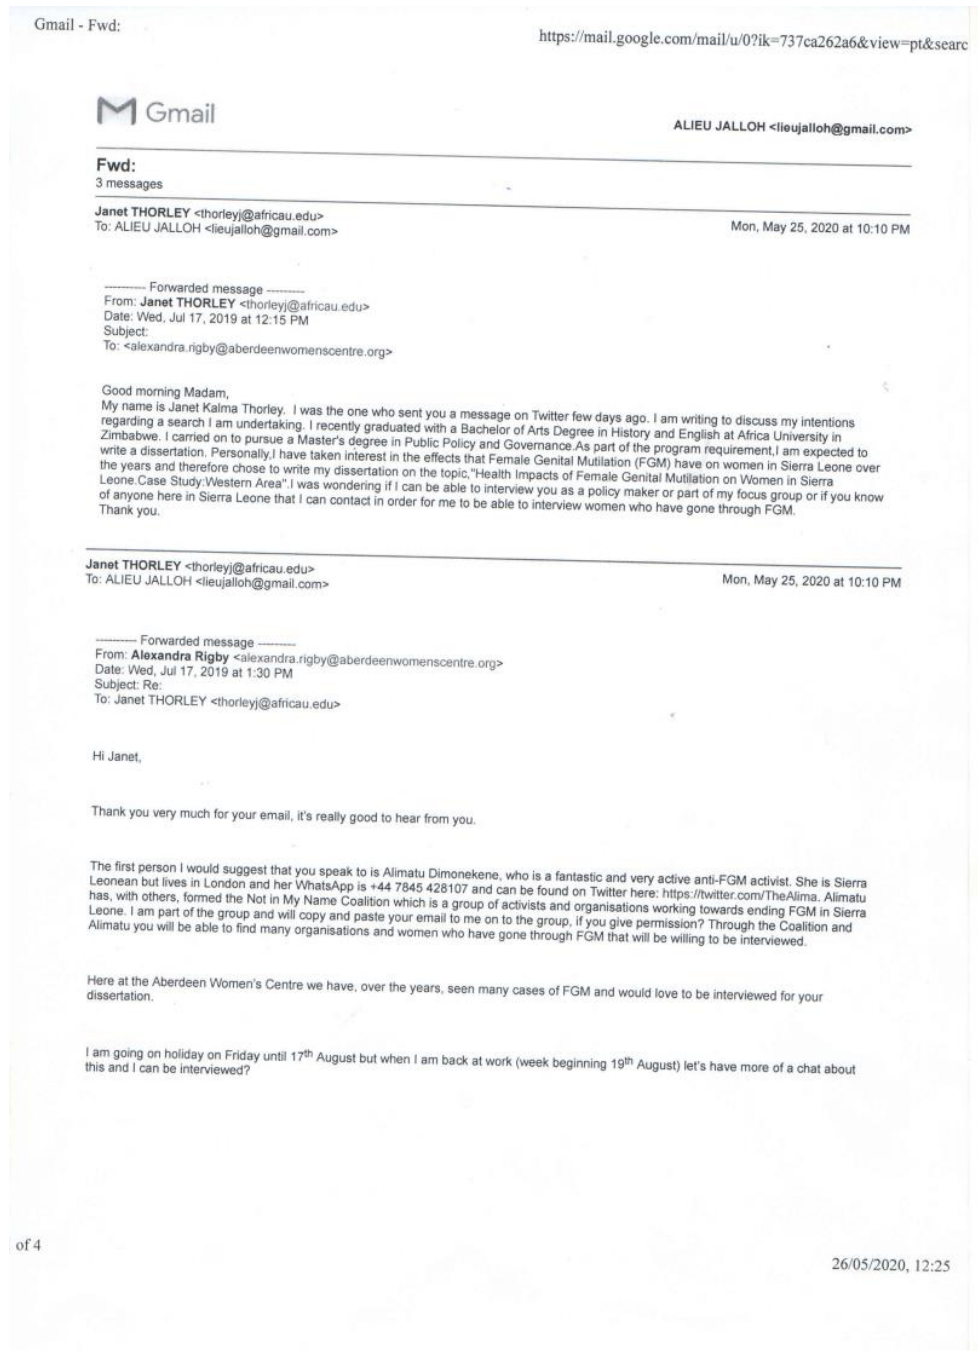 Gmail - Fwd:
https://mail.google.com/mail/u/0?ik=737ca262a6&view=pt&searc
Gmail
ALIEU JALLOH <lieujalloh@gmail.com>
Fwd:
3 messages
Janet THORLEY <thorleyj@africau.edu>
To: ALIEU JALLOH <lieujalloh@gmail.com>
Mon, May 25, 2020 at 10:10 PM
---------- Forwarded message ----------
From: Janet THORLEY <thorleyj@africau.edu>
Date: Wed, Jul 17, 2019 at 12:15 PM
Subject:
To: <alexandra.rigby@aberdeenwomenscentre.org>
Good morning Madam,
My name is Janet Kalma Thorley. I was the one who sent you a message on Twitter few days ago. I am writing to discuss my intentions
regarding a search I am undertaking. I recently graduated with a Bachelor of Arts Degree in History and English at Africa University in
Zimbabwe. I carried on to pursue a Master's degree in Public Policy and Governance.As part of the program requirement,I am expected to
write a dissertation. Personally,I have taken interest in the effects that Female Genital Mutilation (FGM) have on women in Sierra Leone over
the years and therefore chose to write my dissertation on the topic,"Health Impacts of Female Genital Mutilation on Women in Sierra
Leone.Case Study:Western Area".I was wondering if I can be able to interview you as a policy maker or part of my focus group or if you know
of anyone here in Sierra Leone that I can contact in order for me to be able to interview women who have gone through FGM.
Thank you.
Janet THORLEY <thorleyj@africau.edu>
To: ALIEU JALLOH <lieujalloh@gmail.com>
Mon, May 25, 2020 at 10:10 PM
---------- Forwarded message ----------
From: Alexandra Rigby <alexandra.rigby@aberdeenwomenscentre.org>
Date: Wed, Jul 17, 2019 at 1:30 PM
Subject: Re:
To: Janet THORLEY <thorleyj@africau.edu>
Hi Janet,
Thank you very much for your email, it's really good to hear from you.
The first person I would suggest that you speak to is Alimatu Dimonekene, who is a fantastic and very active anti-FGM activist. She is Sierra
Leonean but lives in London and her WhatsApp is +44 7845 428107 and can be found on Twitter here: https://twitter.com/TheAlima. Alimatu
has, with others, formed the Not in My Name Coalition which is a group of activists and organisations working towards ending FGM in Sierra
Leone. I am part of the group and will copy and paste your email to me on to the group, if you give permission? Through the Coalition and
Alimatu you will be able to find many organisations and women who have gone through FGM that will be willing to be interviewed.
Here at the Aberdeen Women's Centre we have, over the years, seen many cases of FGM and would love to be interviewed for your
dissertation.
I am going on holiday on Friday until 17th August but when I am back at work (week beginning 19th August) let's have more of a chat about
this and I can be interviewed?
of 4
26/05/2020, 12:25